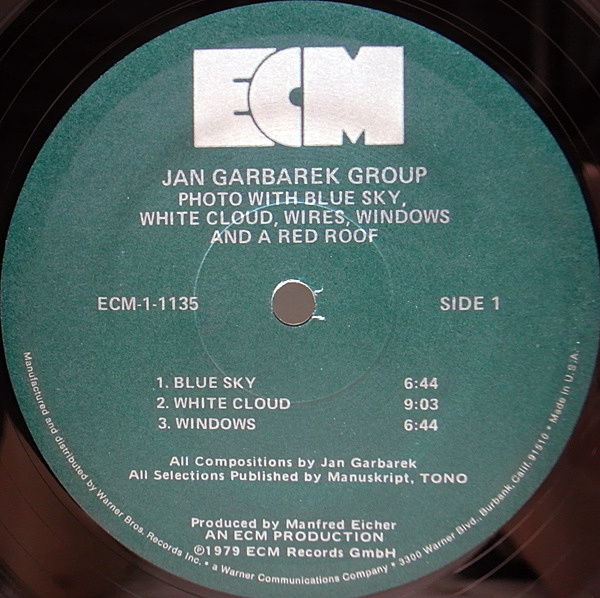 ECM
JAN GARBAREK GROUP
PHOTO WITH BLUE SKY,
WHITE CLOUD, WIRES, WINDOWS
AND A RED ROOF
ECM-1-1135
SIDE 1
1. BLUE SKY 6:44
2. WHITE CLOUD 9:03
3. WINDOWS 6:44
All Compositions by Jan Garbarek
All Selections Published by Manuskript, TONO
Produced by Manfred Eicher
AN ECM PRODUCTION
℗1979 ECM Records GmbH
Manufactured and distributed by Warner Bros. Records Inc. • a Warner Communications Company • 3300 Warner Blvd., Burbank, Calif. 91510 • Made in U.S.A.